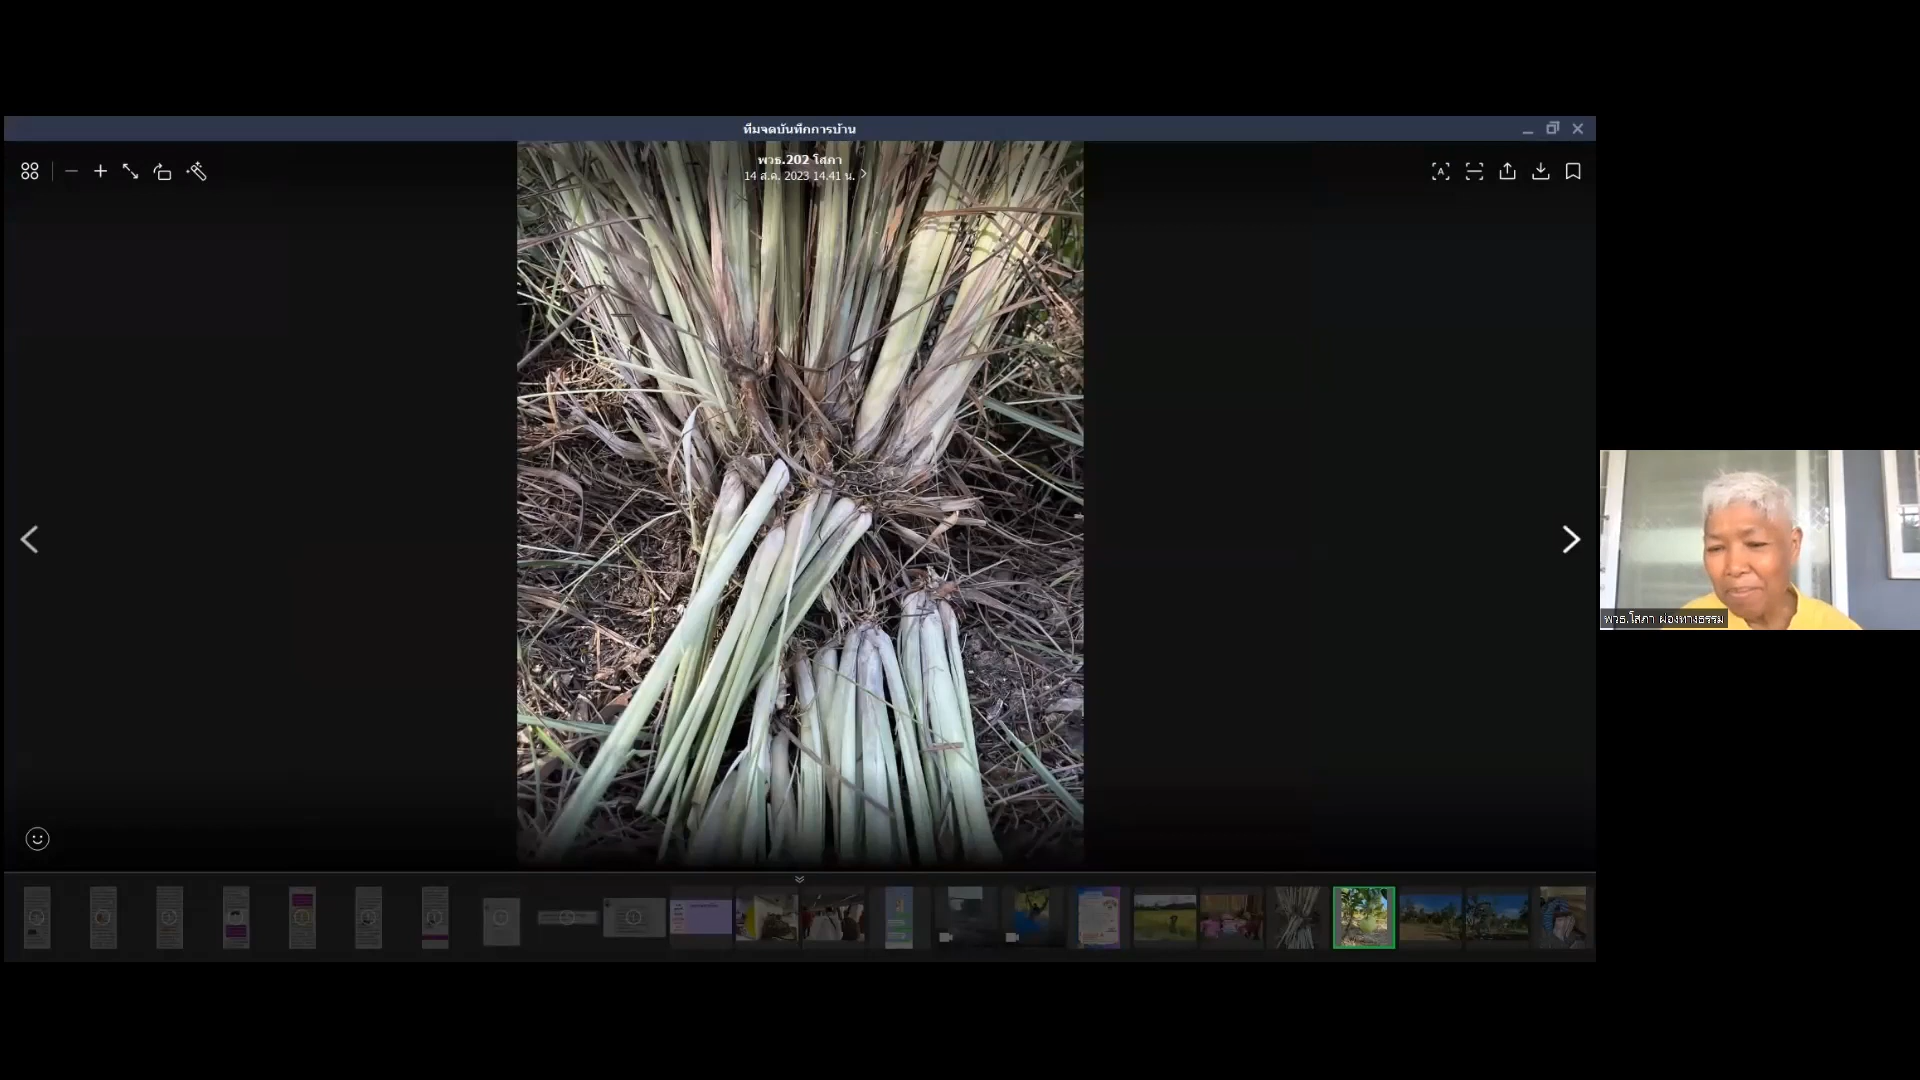 ทีมจดบันทึกการบ้าน
พวธ.202 โสภา
14 ส.ค. 2023 14.41 น.
พวธ.โสภา ผ่องทางธรรม